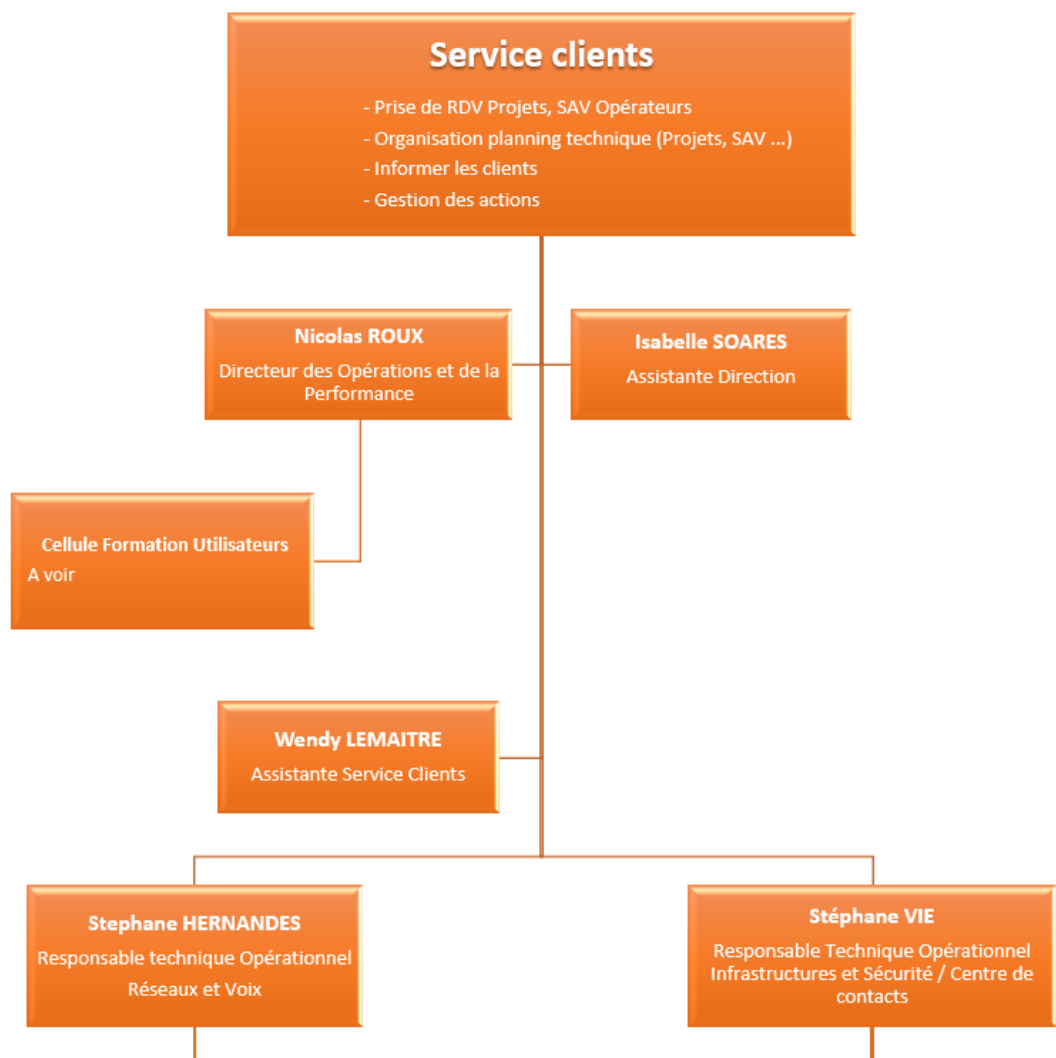 Service clients
- Prise de RDV Projets, SAV Opérateurs
- Organisation planning technique (Projets, SAV ...)
- Informer les clients
- Gestion des actions
Nicolas ROUX
Directeur des Opérations et de la
Performance
Isabelle SOARES
Assistante Direction
Cellule Formation Utilisateurs
A voir
Wendy LEMAITRE
Assistante Service Clients
Stephane HERNANDES
Responsable technique Opérationnel
Réseaux et Voix
Stéphane VIE
Responsable Technique Opérationnel
Infrastructures et Sécurité / Centre de
contacts